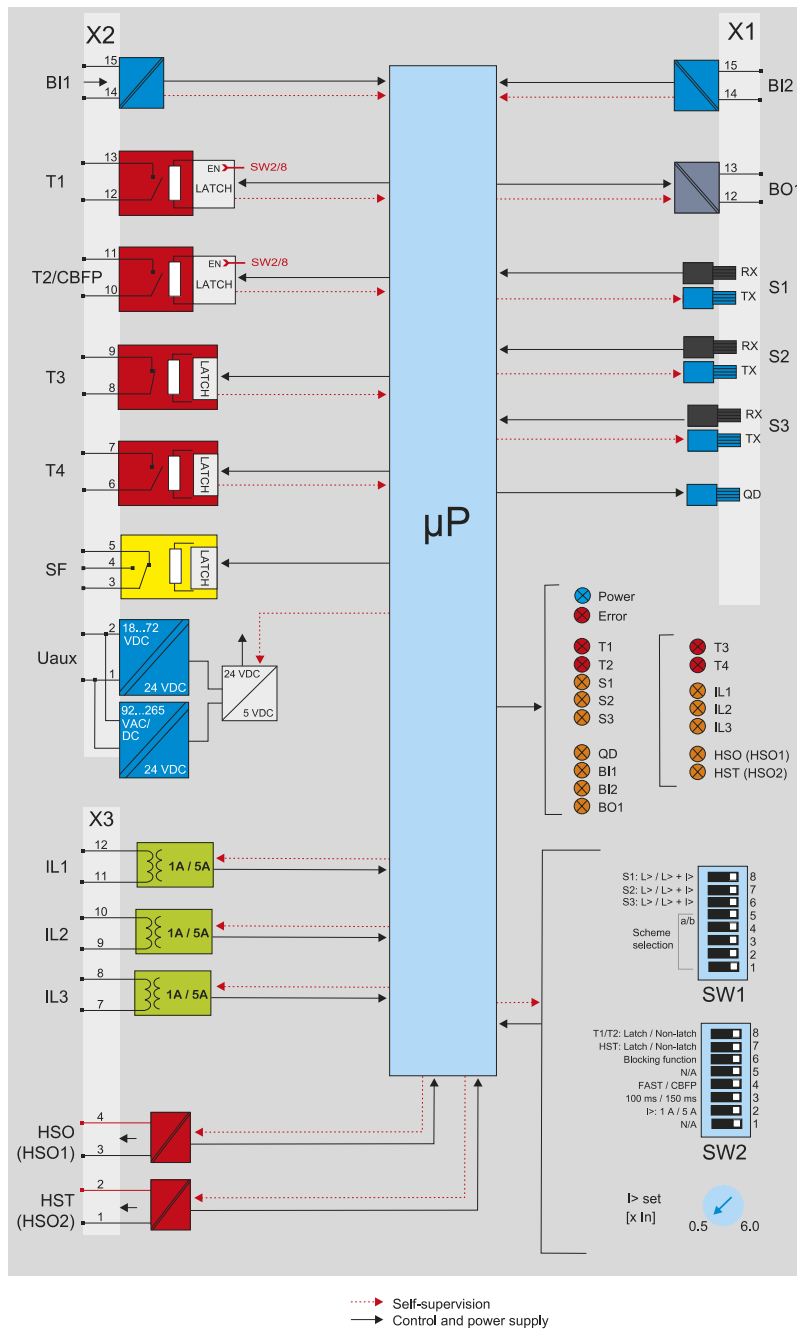 X2
X1
15
BI1
14
15
BI2
14
13
T1
12
EN
SW2/8
LATCH
13
BO1
12
11
T2/CBFP
10
EN
SW2/8
LATCH
RX
S1
TX
9
T3
8
LATCH
RX
S2
TX
RX
S3
TX
7
T4
6
LATCH
QD
µP
5
SF
4
3
LATCH
2
Uaux
1
18...72
VDC
24 VDC
92...265
VAC/
DC
24 VDC
24 VDC
5 VDC
Power
Error
T1
T2
S1
S2
S3
QD
BI1
BI2
BO1
T3
T4
IL1
IL2
IL3
HSO (HSO1)
HST (HSO2)
X3
12
IL1
11
1A / 5A
10
IL2
9
1A / 5A
8
IL3
7
1A / 5A
S1: L> / L> + I> 8
S2: L> / L> + I> 7
S3: L> / L> + I> 6
a/b 5
Scheme
selection
4
3
2
1
SW1
T1/T2: Latch / Non-latch 8
HST: Latch / Non-latch 7
Blocking function 6
N/A 5
FAST / CBFP 4
100 ms / 150 ms 3
I>: 1 A / 5 A 2
N/A 1
SW2
4
HSO
(HSO1)
3
2
HST
(HSO2)
1
I> set
[x In]
0.5
6.0
Self-supervision
Control and power supply